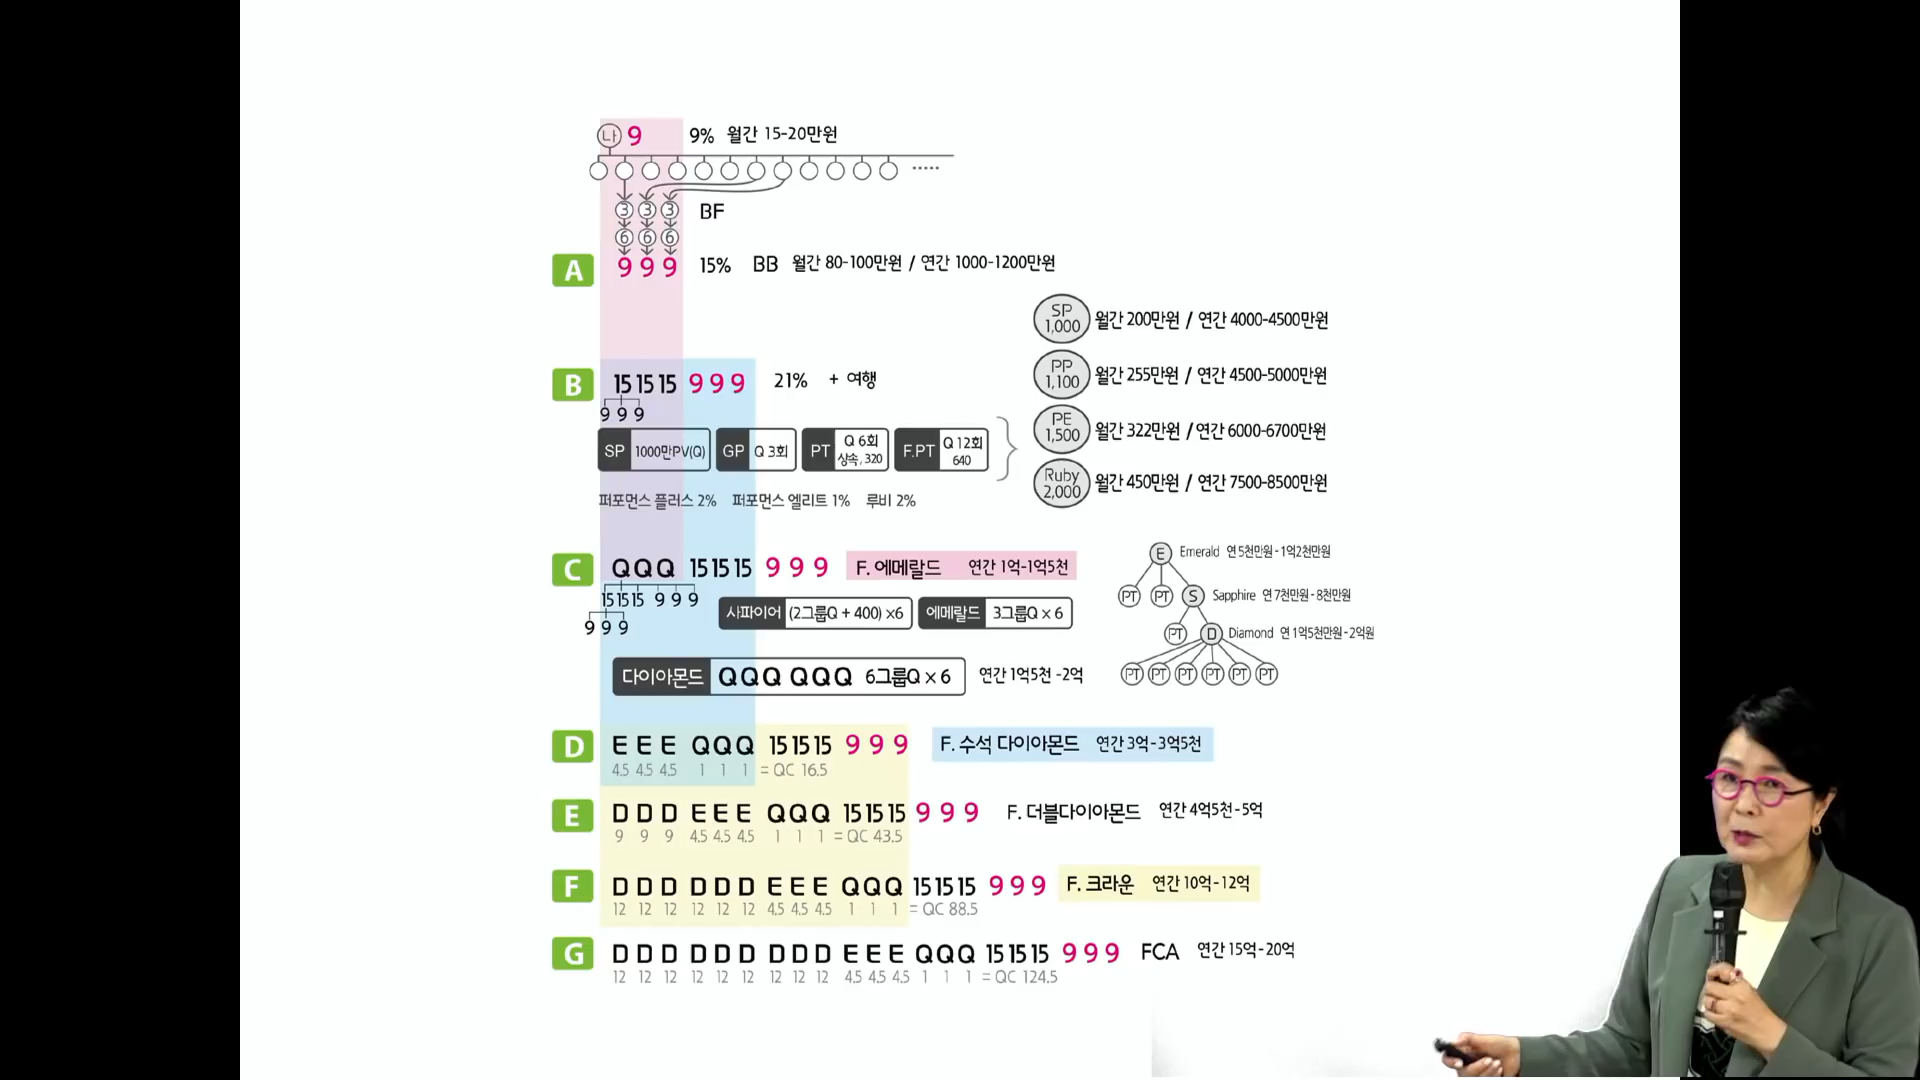 나 9 9% 월간 15-20만원
.....
3 3 3 BF
6 6 6
A 9 9 9 15% BB 월간 80-100만원 / 연간 1000-1200만원
SP 1,000 월간 200만원 / 연간 4000-4500만원
PP 1,100 월간 255만원 / 연간 4500-5000만원
PE 1,500 월간 322만원 / 연간 6000-6700만원
Ruby 2,000 월간 450만원 / 연간 7500-8500만원
B 15 15 15 9 9 9 21% + 여행
9 9 9
SP 1000만PV(Q) GP Q 3회 PT Q 6회 상속, 320 F.PT Q 12회 640
퍼포먼스 플러스 2% 퍼포먼스 엘리트 1% 루비 2%
C Q Q Q 15 15 15 9 9 9 F. 에메랄드 연간 1억-1억5천
15 15 15 9 9 9
9 9 9
사파이어 (2그룹Q + 400) ×6 에메랄드 3그룹Q × 6
E Emerald 연 5천만원 - 1억2천만원
PT PT S Sapphire 연 7천만원 - 8천만원
PT D Diamond 연 1억5천만원 - 2억원
PT PT PT PT PT PT
다이아몬드 Q Q Q Q Q Q 6그룹Q × 6 연간 1억5천 -2억
D E E E Q Q Q 15 15 15 9 9 9 F. 수석 다이아몬드 연간 3억-3억5천
4.5 4.5 4.5 1 1 1 = QC 16.5
E D D D E E E Q Q Q 15 15 15 9 9 9 F. 더블다이아몬드 연간 4억5천-5억
9 9 9 4.5 4.5 4.5 1 1 1 = QC 43.5
F D D D D D D E E E Q Q Q 15 15 15 9 9 9 F. 크라운 연간 10억-12억
12 12 12 12 12 12 4.5 4.5 4.5 1 1 1 = QC 88.5
G D D D D D D D D D E E E Q Q Q 15 15 15 9 9 9 FCA 연간 15억-20억
12 12 12 12 12 12 12 12 12 4.5 4.5 4.5 1 1 1 = QC 124.5